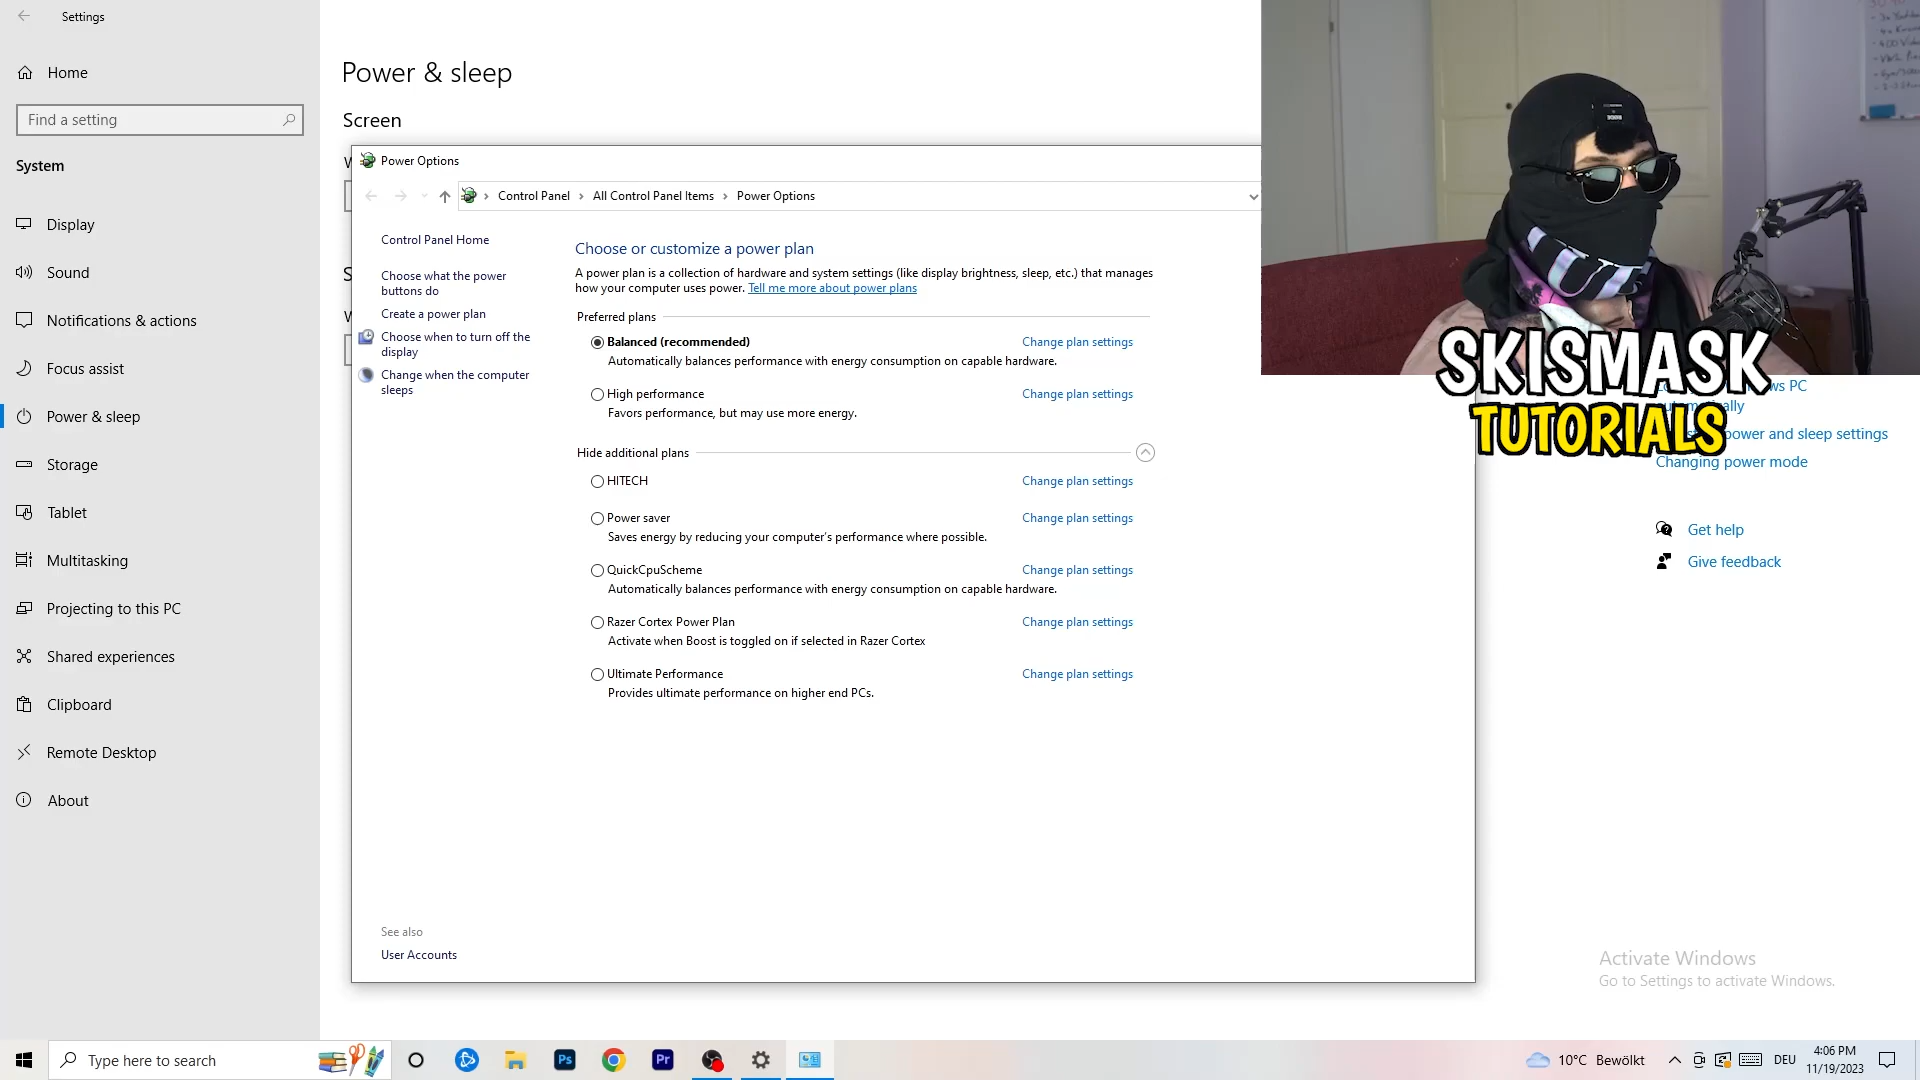 Settings
Home
Find a setting
System
Display
Sound
Notifications & actions
Focus assist
Power & sleep
Storage
Tablet
Multitasking
Projecting to this PC
Shared experiences
Clipboard
Remote Desktop
About
Power & sleep
Screen
Power Options
Control Panel
All Control Panel Items
Power Options
Control Panel Home
Choose what the power
buttons do
Create a power plan
Choose when to turn off the
display
Change when the computer
sleeps
See also
User Accounts
Choose or customize a power plan
A power plan is a collection of hardware and system settings (like display brightness, sleep, etc.) that manages
how your computer uses power. Tell me more about power plans
Preferred plans
Balanced (recommended) Change plan settings
Automatically balances performance with energy consumption on capable hardware.
High performance Change plan settings
Favors performance, but may use more energy.
Hide additional plans
HITECH Change plan settings
Power saver Change plan settings
Saves energy by reducing your computer's performance where possible.
QuickCpuScheme Change plan settings
Automatically balances performance with energy consumption on capable hardware.
Razer Cortex Power Plan Change plan settings
Activate when Boost is toggled on if selected in Razer Cortex
Ultimate Performance Change plan settings
Provides ultimate performance on higher end PCs.
SKISMASK
TUTORIALS
PC
power and sleep settings
Changing power mode
Get help
Give feedback
Activate Windows
Go to Settings to activate Windows.
Type here to search
Ps
Pr
10°C Bewölkt
DEU
4:06 PM
11/19/2023